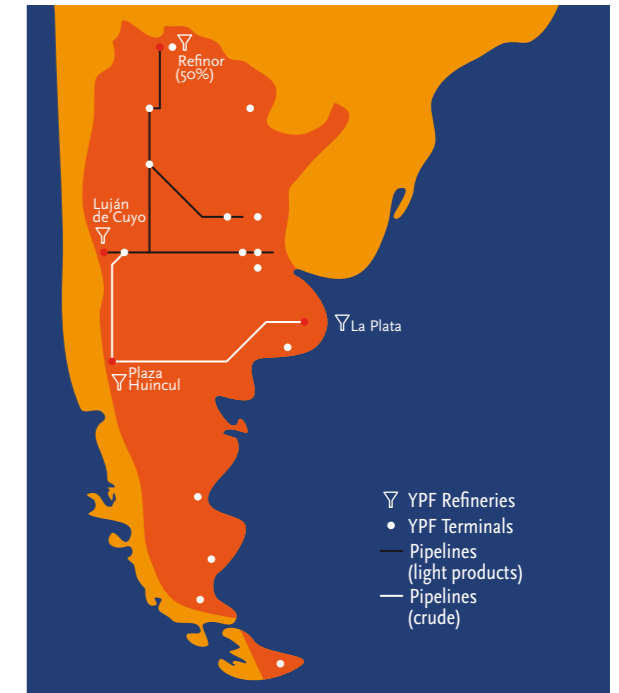 Refinor
(50%)
Luján
de Cuyo
La Plata
Plaza
Huincul
YPF Refineries
YPF Terminals
Pipelines
(light products)
Pipelines
(crude)